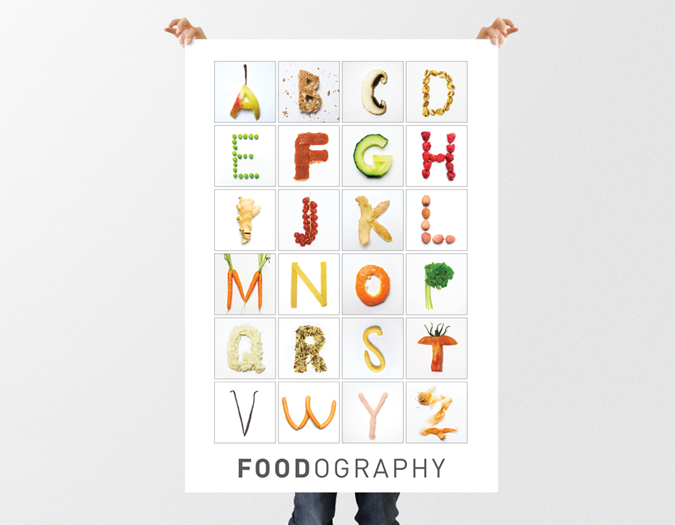 A B C D
E F G H
I J K L
M N O P
Q R S T
V W Y Z
FOODOGRAPHY